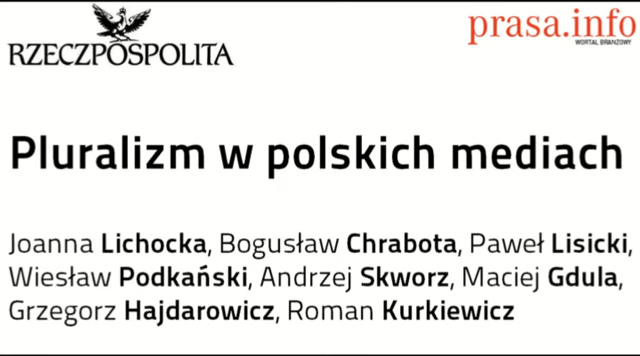 RZECZPOSPOLITA
prasa.info
WORTAL BRANŻOWY
Pluralizm w polskich mediach
Joanna Lichocka, Bogusław Chrabota, Paweł Lisicki,
Wiesław Podkański, Andrzej Skworz, Maciej Gdula,
Grzegorz Hajdarowicz, Roman Kurkiewicz